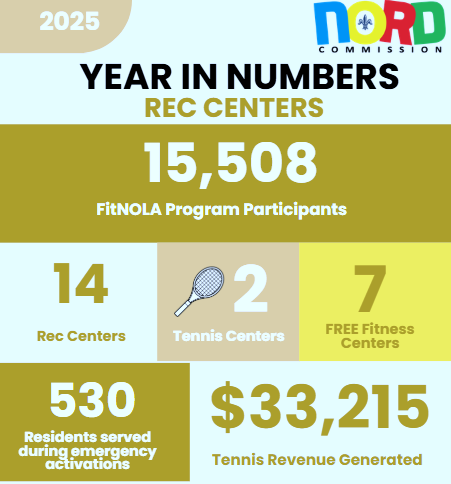 2025
NORD
COMMISSION
YEAR IN NUMBERS
REC CENTERS
15,508
FitNOLA Program Participants
14
Rec Centers
2
Tennis Centers
7
FREE Fitness
Centers
530
Residents served
during emergency
activations
$33,215
Tennis Revenue Generated